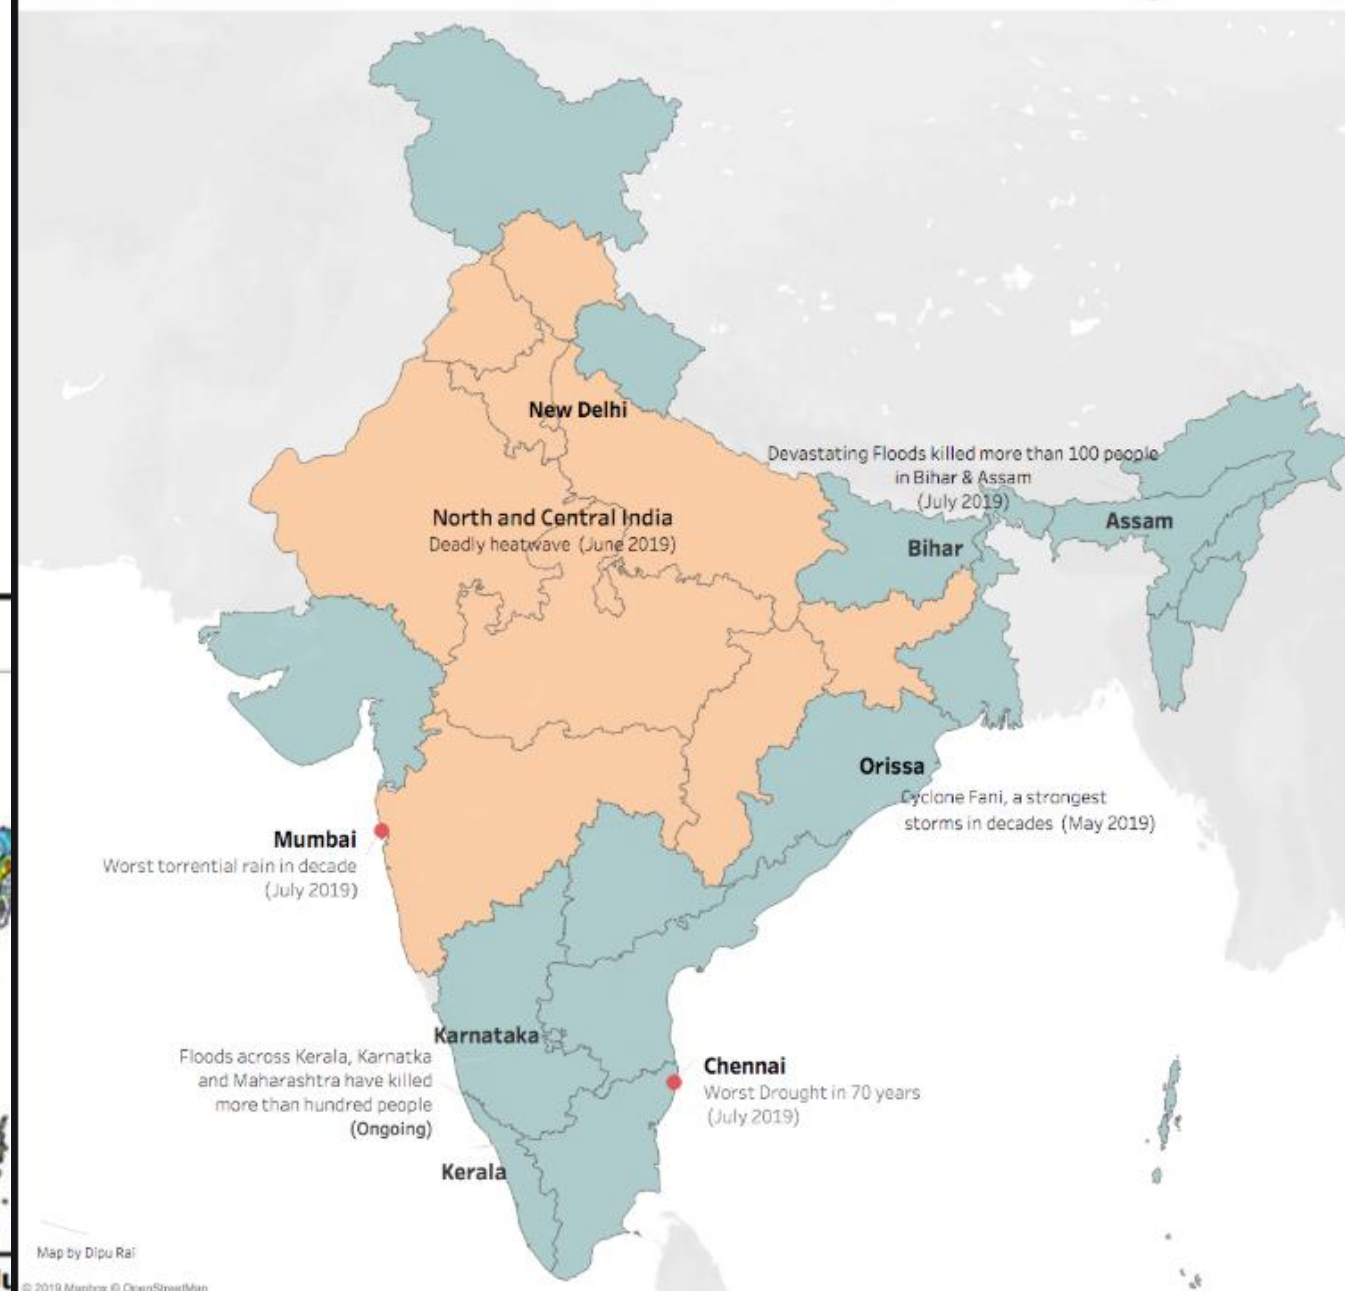 New Delhi
Devastating Floods killed more than 100 people
in Bihar & Assam
(July 2019)
North and Central India
Deadly heatwave (June 2019)
Assam
Bihar
Orissa
Cyclone Fani, a strongest
storms in decades (May 2019)
Mumbai
Worst torrential rain in decade
(July 2019)
Karnataka
Floods across Kerala, Karnatka
and Maharashtra have killed
more than hundred people
(Ongoing)
Chennai
Worst Drought in 70 years
(July 2019)
Kerala
Map by Dipu Rai
© 2019 Mapbox © OpenStreetMap